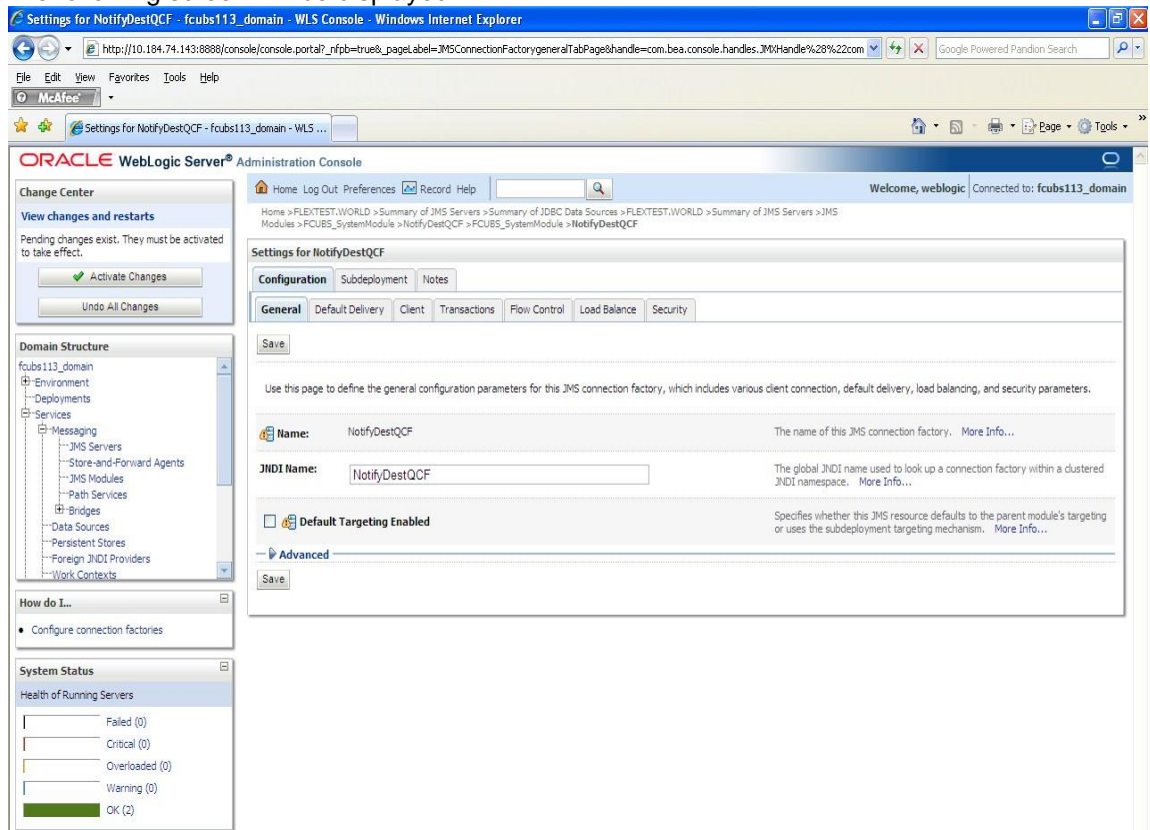 Settings for NotifyDestQCF - fcubs113_domain - WLS Console - Windows Internet Explorer
http://10.184.74.143:8888/console/console.portal?_nfpb=true&_pageLabel=JMSConnectionFactorygeneralTabPage&handle=com.bea.console.handles.JMXHandle%28%22com
Google Powered Pandion Search
File Edit View Favorites Tools Help
McAfee
Settings for NotifyDestQCF - fcubs113_domain - WLS ...
Page Tools
ORACLE WebLogic Server® Administration Console
Change Center
View changes and restarts
Pending changes exist. They must be activated
to take effect.
Activate Changes
Undo All Changes
Domain Structure
fcubs113_domain
Environment
Deployments
Services
Messaging
JMS Servers
Store-and-Forward Agents
JMS Modules
Path Services
Bridges
Data Sources
Persistent Stores
Foreign JNDI Providers
Work Contexts
How do I...
Configure connection factories
System Status
Health of Running Servers
Failed (0)
Critical (0)
Overloaded (0)
Warning (0)
OK (2)
Home Log Out Preferences Record Help
Welcome, weblogic Connected to: fcubs113_domain
Home >FLEXTEST.WORLD >Summary of JMS Servers >Summary of JDBC Data Sources >FLEXTEST.WORLD >Summary of JMS Servers >JMS
Modules >FCUBS_SystemModule >NotifyDestQCF >FCUBS_SystemModule >NotifyDestQCF
Settings for NotifyDestQCF
Configuration Subdeployment Notes
General Default Delivery Client Transactions Flow Control Load Balance Security
Save
Use this page to define the general configuration parameters for this JMS connection factory, which includes various client connection, default delivery, load balancing, and security parameters.
Name: NotifyDestQCF The name of this JMS connection factory. More Info...
JNDI Name: NotifyDestQCF The global JNDI name used to look up a connection factory within a clustered
JNDI namespace. More Info...
Default Targeting Enabled Specifies whether this JMS resource defaults to the parent module's targeting
or uses the subdeployment targeting mechanism. More Info...
Advanced
Save